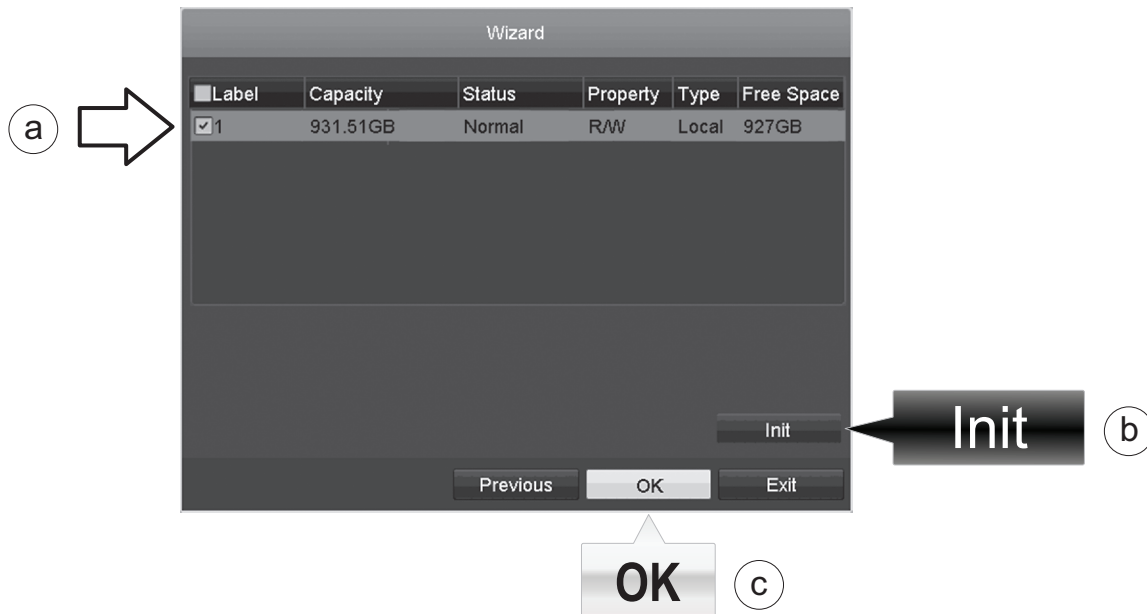 Wizard
Label Capacity Status Property Type Free Space
a
1 931.51GB Normal R/W Local 927GB
Init
Init
b
Previous OK Exit
OK
c